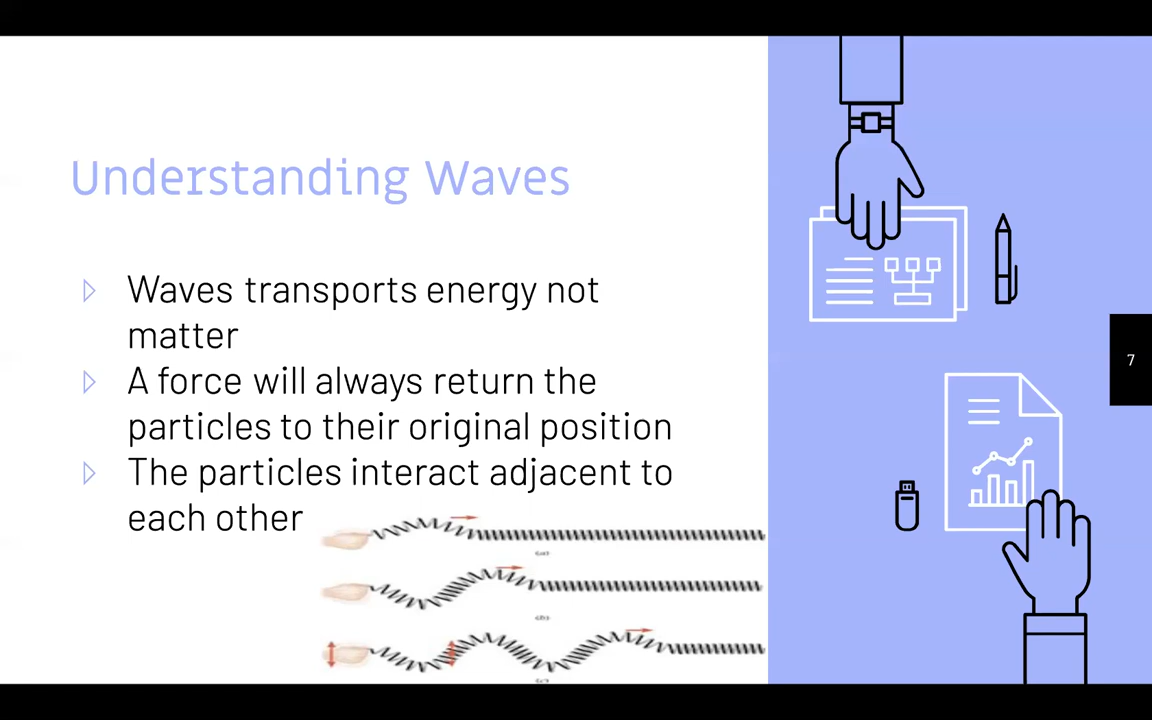 Understanding Waves
Waves transports energy not
matter
A force will always return the
particles to their original position
The particles interact adjacent to
each other
(a)
(b)
(c)
7